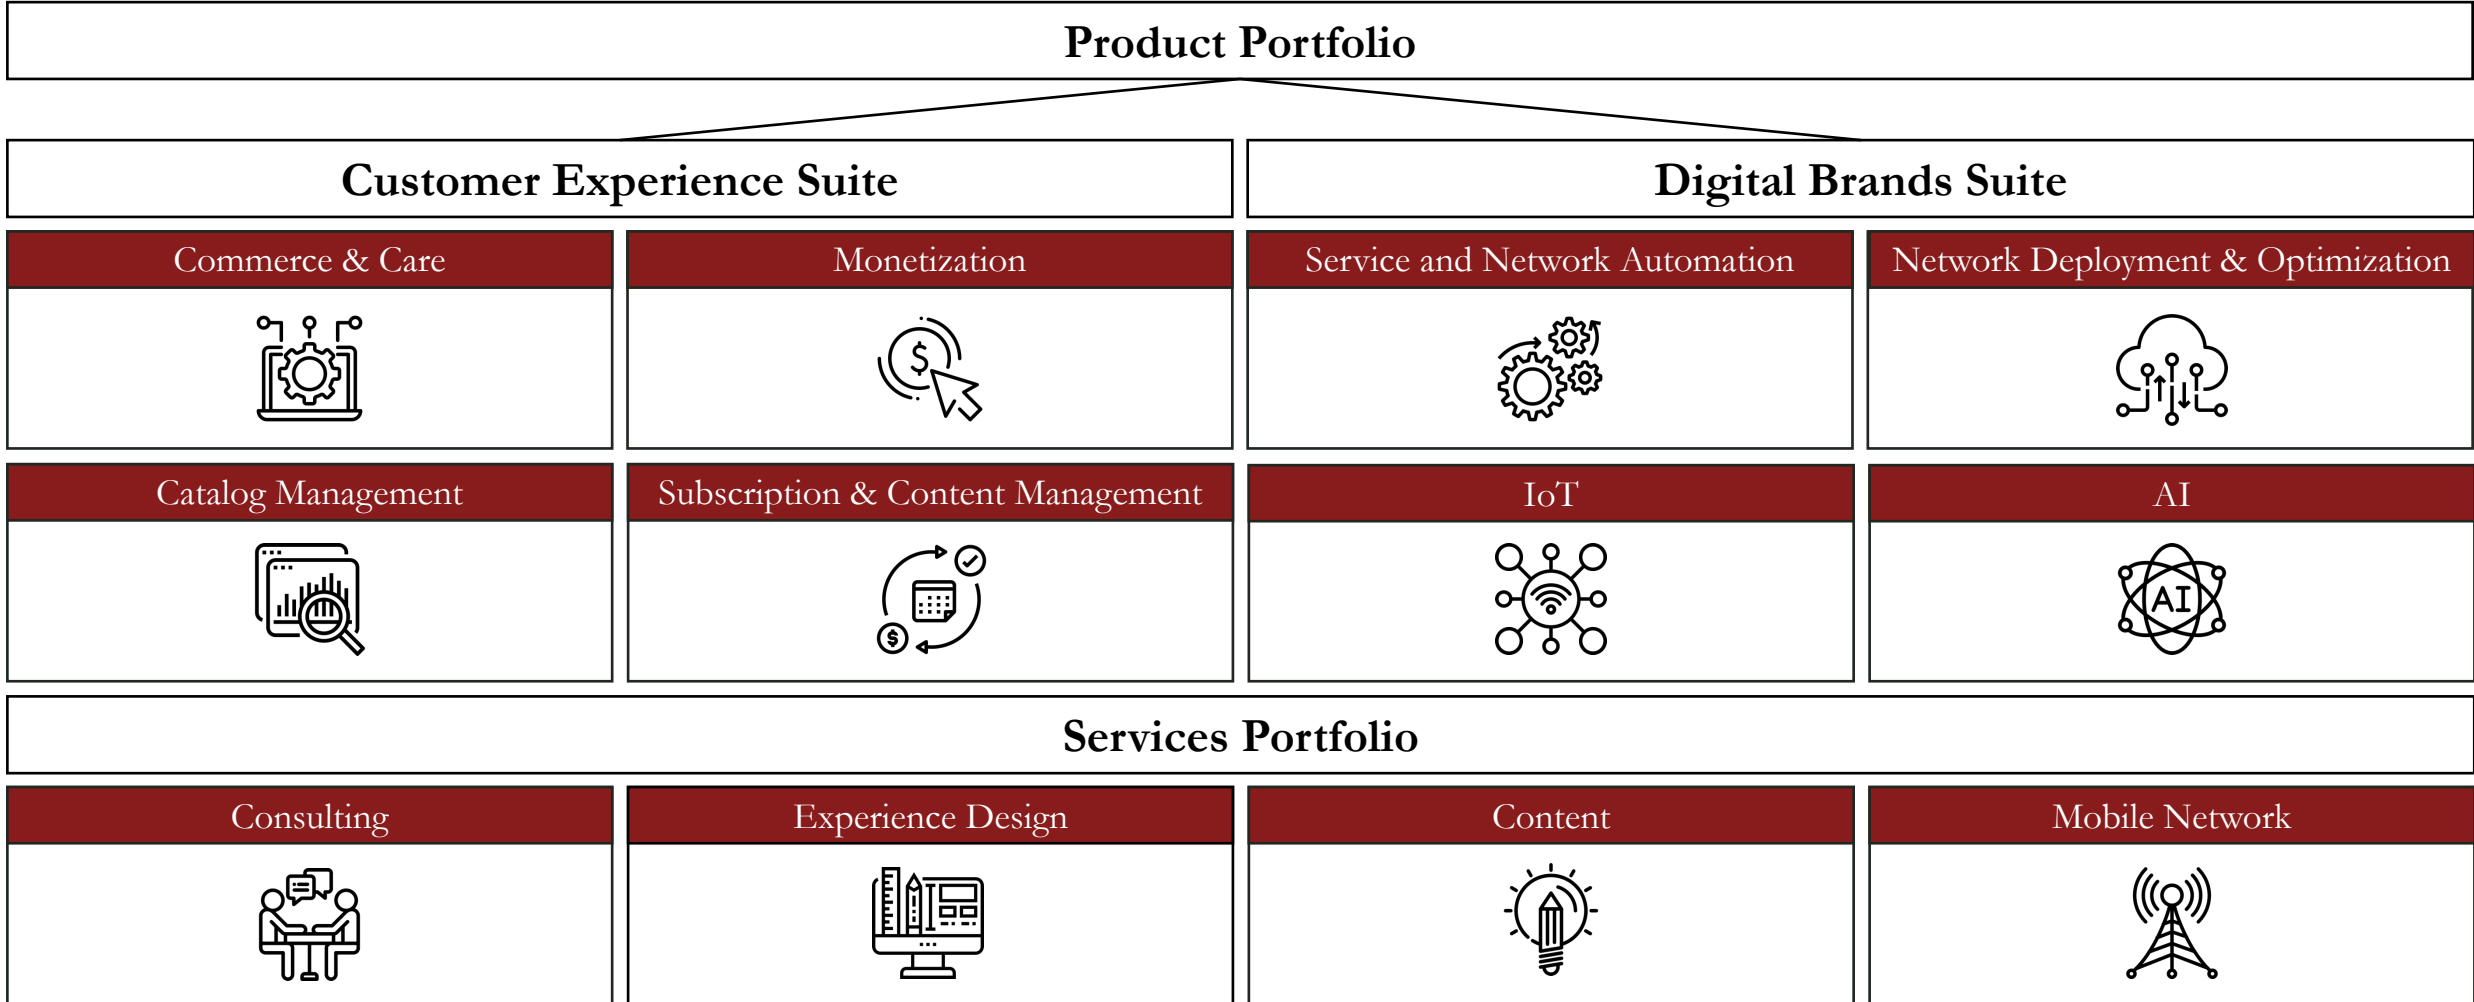 Product Portfolio
Customer Experience Suite
Digital Brands Suite
Commerce & Care
Monetization
Service and Network Automation
Network Deployment & Optimization
$
Catalog Management
Subscription & Content Management
IoT
AI
$
AI
Services Portfolio
Consulting
Experience Design
Content
Mobile Network